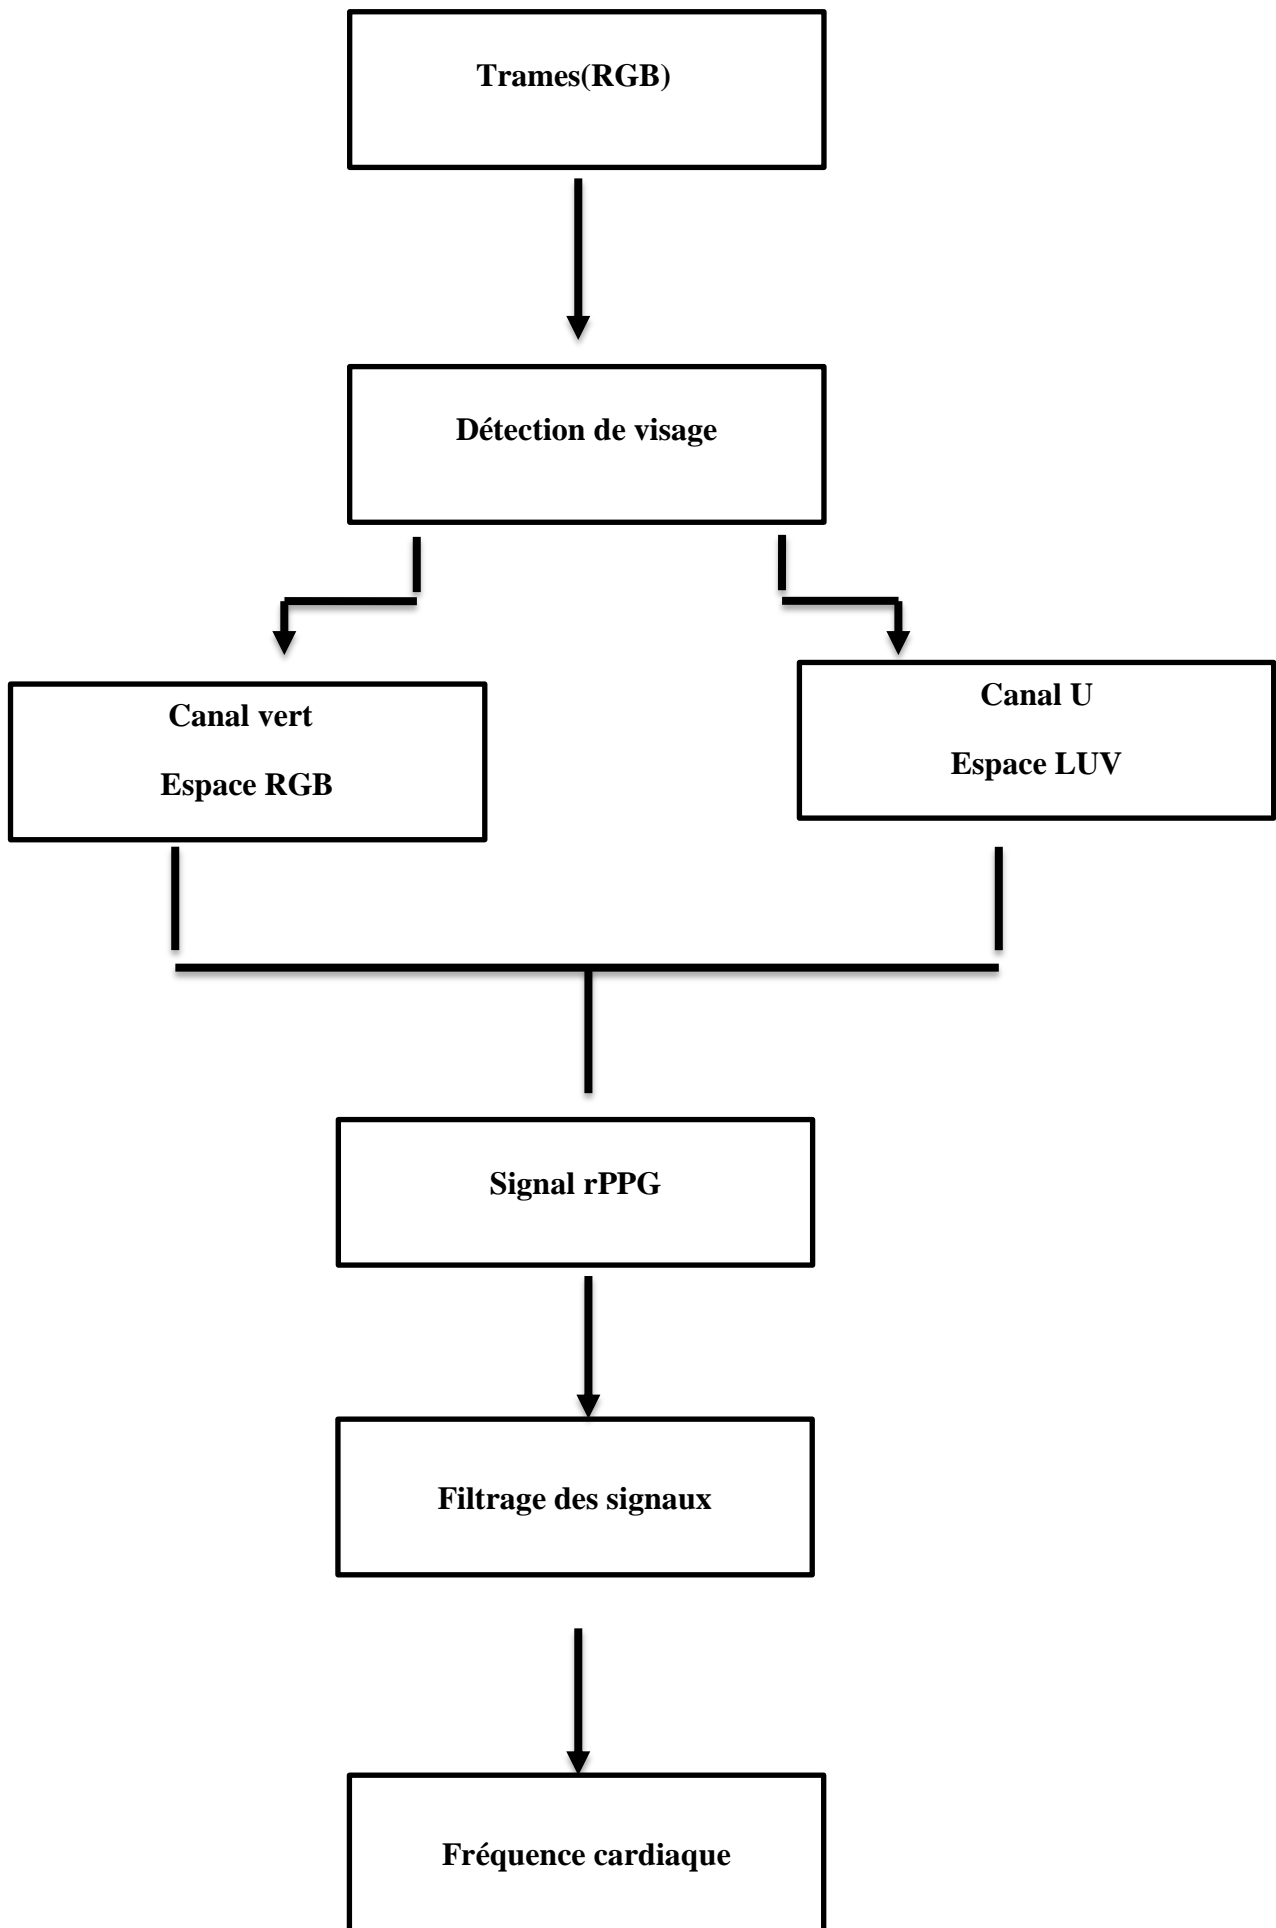 Trames(RGB)
Détection de visage
Canal vert
Espace RGB
Canal U
Espace LUV
Signal rPPG
Filtrage des signaux
Fréquence cardiaque